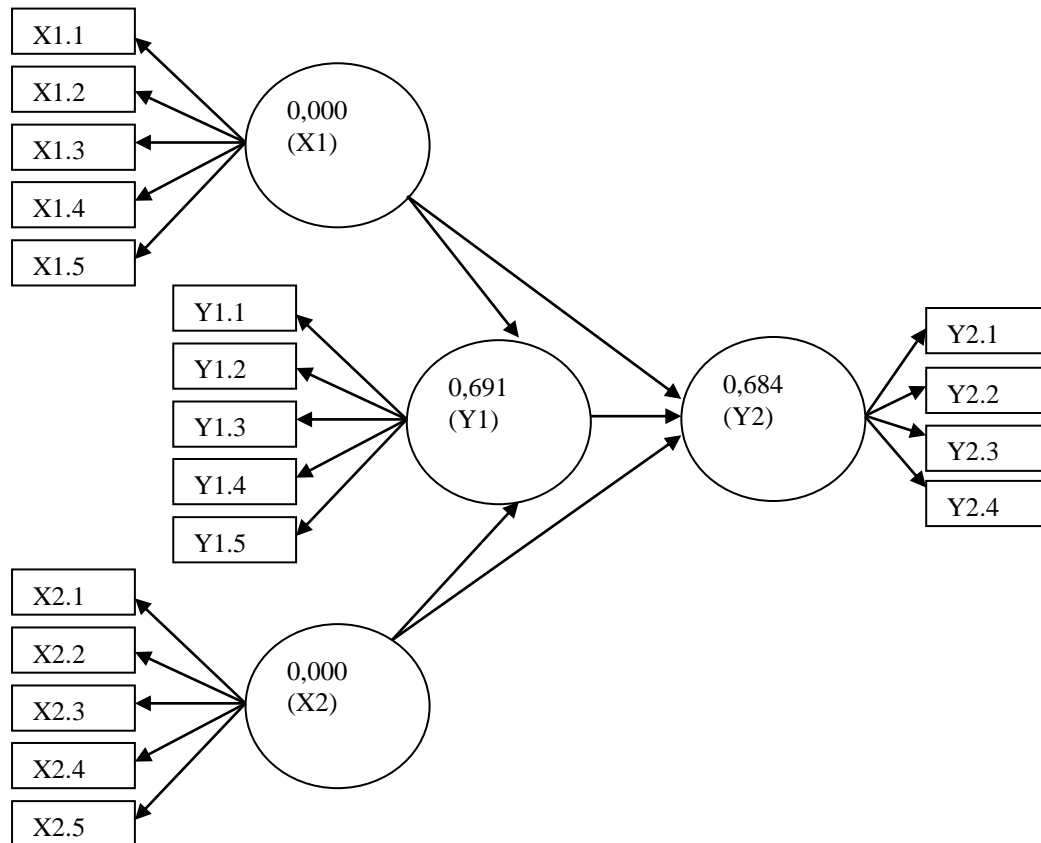 X1.1
X1.2
X1.3
X1.4
X1.5
0,000
(X1)
Y1.1
Y1.2
Y1.3
Y1.4
Y1.5
0,691
(Y1)
0,684
(Y2)
Y2.1
Y2.2
Y2.3
Y2.4
X2.1
X2.2
X2.3
X2.4
X2.5
0,000
(X2)